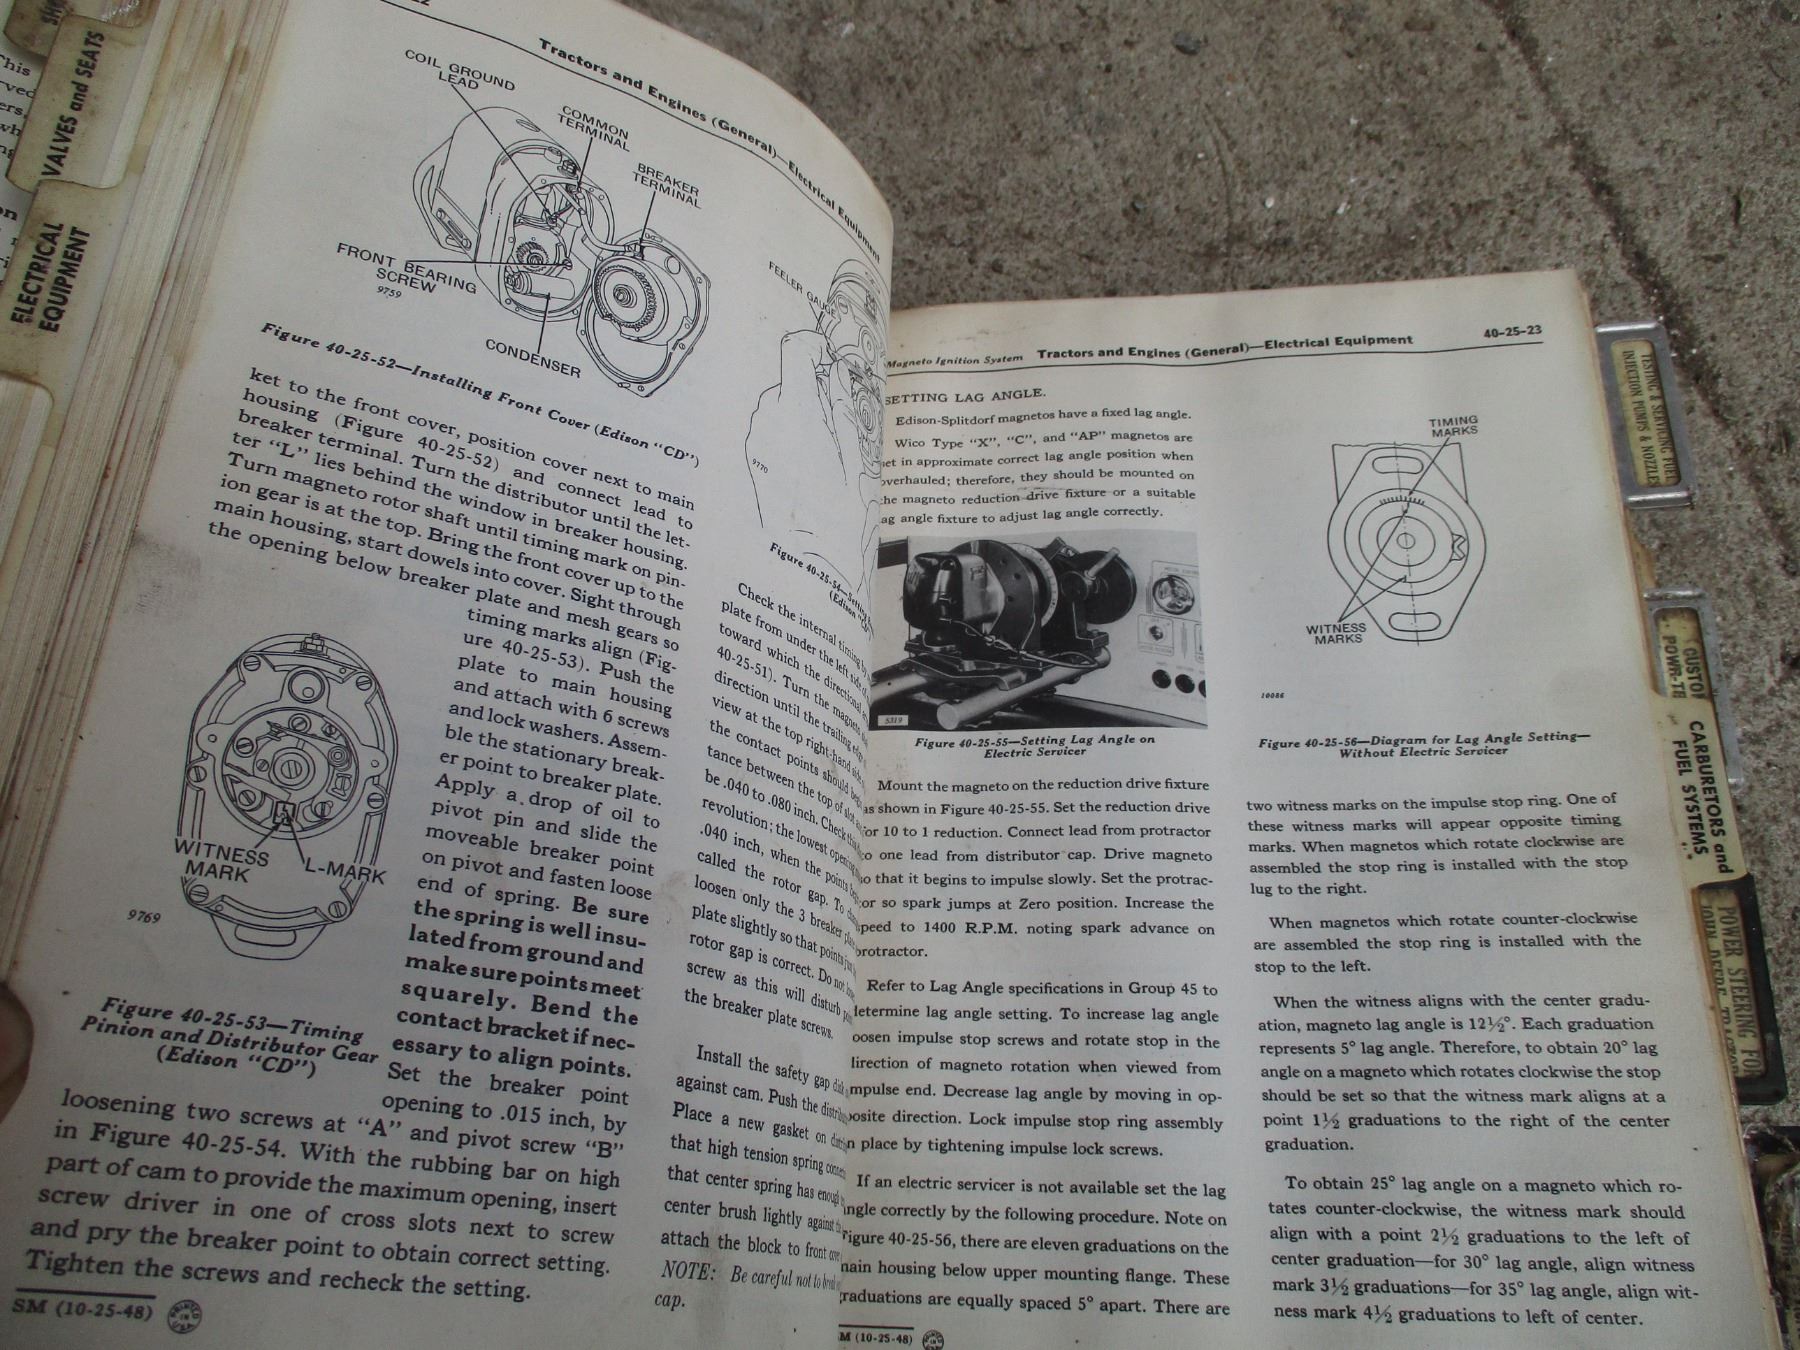 VALVES and SEATS
ELECTRICAL
EQUIPMENT
Tractors and Engines (General)—Electrical Equipment
COIL GROUND
LEAD
COMMON
TERMINAL
BREAKER
TERMINAL
FRONT BEARING
SCREW
9759
CONDENSER
Figure 40-25-52—Installing Front Cover (Edison "CD")
ket to the front cover, position cover next to main
housing (Figure 40-25-52) and connect lead to
breaker terminal. Turn the distributor until the let-
ter "L" lies behind the window in breaker housing.
Turn magneto rotor shaft until timing mark on pin-
ion gear is at the top. Bring the front cover up to the
main housing, start dowels into cover. Sight through
the opening below breaker plate and mesh gears so
timing marks align (Fig-
ure 40-25-53). Push the
plate to main housing
and attach with 6 screws
and lock washers. Assem-
ble the stationary break-
er point to breaker plate.
Apply a drop of oil to
pivot pin and slide the
moveable breaker point
on pivot and fasten loose
end of spring. Be sure
the spring is well insu-
lated from ground and
make sure points meet
squarely. Bend the
contact bracket if nec-
essary to align points.
Set the breaker point
opening to .015 inch, by
WITNESS
MARK
L-MARK
9769
Figure 40-25-53—Timing
Pinion and Distributor Gear
(Edison "CD")
loosening two screws at "A" and pivot screw "B"
in Figure 40-25-54. With the rubbing bar on high
part of cam to provide the maximum opening, insert
screw driver in one of cross slots next to screw
and pry the breaker point to obtain correct setting.
Tighten the screws and recheck the setting.
SM (10-25-48)
PRINTED
IN
U.S.A.
FEELER GAUGE
9770
Figure 40-25-54—Setting
(Edison "CD"
Check the internal timing
plate from under the left side
toward which the directional
40-25-51). Turn the magneto
direction until the trailing edge
view at the top right-hand side
the contact points should
tance between the top of slot
be .040 to .080 inch. Check
revolution; the lowest opening
.040 inch, when the points
called the rotor gap. To
loosen only the 3 breaker
plate slightly so that points
rotor gap is correct. Do not
screw as this will disturb
the breaker plate screws.
Install the safety gap
against cam. Push the
Place a new gasket on
that high tension spring
that center spring has enough
center brush lightly against
attach the block to front
NOTE: Be careful not to
cap.
Magneto Ignition System Tractors and Engines (General)—Electrical Equipment 40-25-23
SETTING LAG ANGLE.
Edison-Splitdorf magnetos have a fixed lag angle.
Wico Type "X", "C", and "AP" magnetos are
in approximate correct lag angle position when
overhauled; therefore, they should be mounted on
the magneto reduction drive fixture or a suitable
angle fixture to adjust lag angle correctly.
5319
Figure 40-25-55—Setting Lag Angle on
Electric Servicer
Mount the magneto on the reduction drive fixture
as shown in Figure 40-25-55. Set the reduction drive
for 10 to 1 reduction. Connect lead from protractor
to one lead from distributor cap. Drive magneto
so that it begins to impulse slowly. Set the protrac-
tor so spark jumps at Zero position. Increase the
speed to 1400 R.P.M. noting spark advance on
protractor.
Refer to Lag Angle specifications in Group 45 to
determine lag angle setting. To increase lag angle
loosen impulse stop screws and rotate stop in the
direction of magneto rotation when viewed from
impulse end. Decrease lag angle by moving in op-
posite direction. Lock impulse stop ring assembly
in place by tightening impulse lock screws.
If an electric servicer is not available set the lag
angle correctly by the following procedure. Note on
Figure 40-25-56, there are eleven graduations on the
main housing below upper mounting flange. These
graduations are equally spaced 5° apart. There are
SM (10-25-48)
TIMING
MARKS
WITNESS
MARKS
10086
Figure 40-25-56—Diagram for Lag Angle Setting—
Without Electric Servicer
two witness marks on the impulse stop ring. One of
these witness marks will appear opposite timing
marks. When magnetos which rotate clockwise are
assembled the stop ring is installed with the stop
lug to the right.
When magnetos which rotate counter-clockwise
are assembled the stop ring is installed with the
stop to the left.
When the witness aligns with the center gradu-
ation, magneto lag angle is 12½°. Each graduation
represents 5° lag angle. Therefore, to obtain 20° lag
angle on a magneto which rotates clockwise the stop
should be set so that the witness mark aligns at a
point 1½ graduations to the right of the center
graduation.
To obtain 25° lag angle on a magneto which ro-
tates counter-clockwise, the witness mark should
align with a point 2½ graduations to the left of
center graduation—for 30° lag angle, align witness
mark 3½ graduations—for 35° lag angle, align wit-
ness mark 4½ graduations to left of center.
TESTING & SERVICING FUEL
INJECTION PUMPS & NOZZLES
CUSTOM
POWR-TR
CARBURETORS and
FUEL SYSTEMS
POWER STEERING FOR
JOHN DEERE